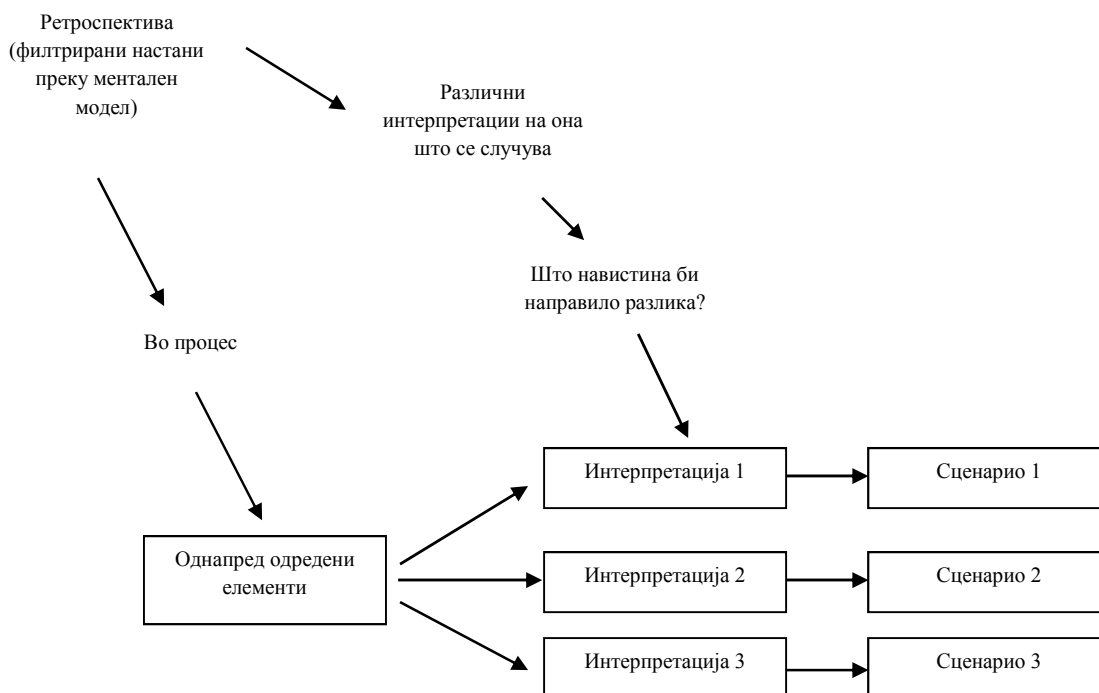 Ретроспектива
(филтрирани настани
преку ментален
модел)
Различни
интерпретации на она
што се случува
Што навистина би
направило разлика?
Во процес
Интерпретација 1
Сценарио 1
Однапред одредени
елементи
Интерпретација 2
Сценарио 2
Интерпретација 3
Сценарио 3